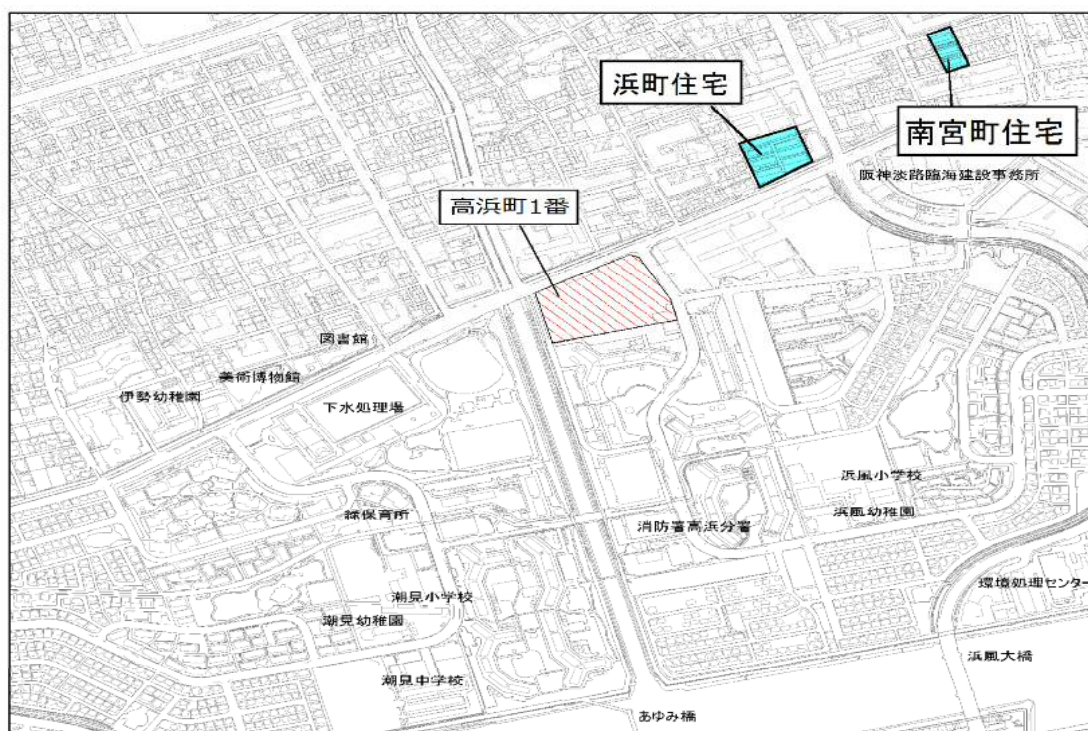 浜町住宅
南宮町住宅
阪神淡路臨海建設事務所
高浜町1番
図書館
美術博物館
伊勢幼稚園
下水処理場
浜風小学校
浜風幼稚園
緑保育所
消防署高浜分署
環境処理センター
潮見小学校
潮見幼稚園
浜風大橋
潮見中学校
あゆみ橋